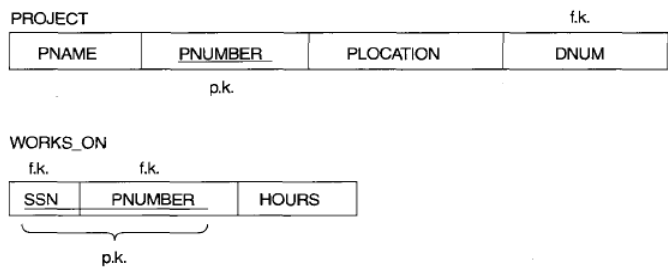 PROJECT f.k.
PNAME PNUMBER PLOCATION DNUM
p.k.
WORKS_ON
f.k. f.k.
SSN PNUMBER HOURS
p.k.